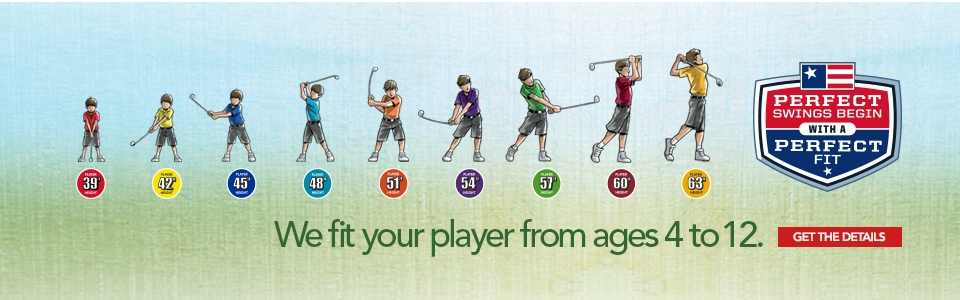 PERFECT
SWINGS BEGIN
WITH A
PERFECT
FIT
PLAYER
39"
HEIGHT
PLAYER
42"
HEIGHT
PLAYER
45"
HEIGHT
PLAYER
48"
HEIGHT
PLAYER
51"
HEIGHT
PLAYER
54"
HEIGHT
PLAYER
57"
HEIGHT
PLAYER
60"
HEIGHT
PLAYER
63"
HEIGHT
We fit your player from ages 4 to 12.
GET THE DETAILS